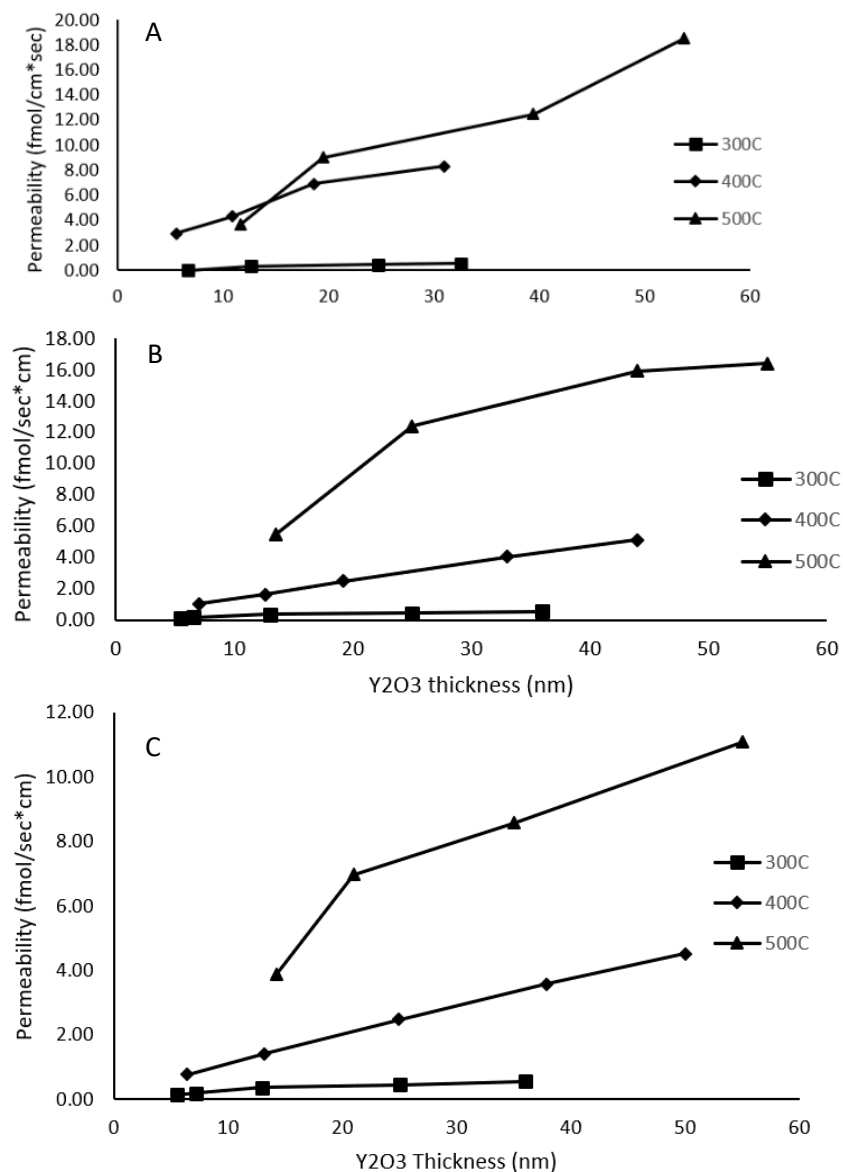 A
Permeability (fmol/cm*sec)
20.00
18.00
16.00
14.00
12.00
10.00
8.00
6.00
4.00
2.00
0.00
0 10 20 30 40 50 60
300C
400C
500C
B
Permeability (fmol/sec*cm)
18.00
16.00
14.00
12.00
10.00
8.00
6.00
4.00
2.00
0.00
0 10 20 30 40 50 60
Y2O3 thickness (nm)
300C
400C
500C
C
Permeability (fmol/sec*cm)
12.00
10.00
8.00
6.00
4.00
2.00
0.00
0 10 20 30 40 50 60
Y2O3 Thickness (nm)
300C
400C
500C